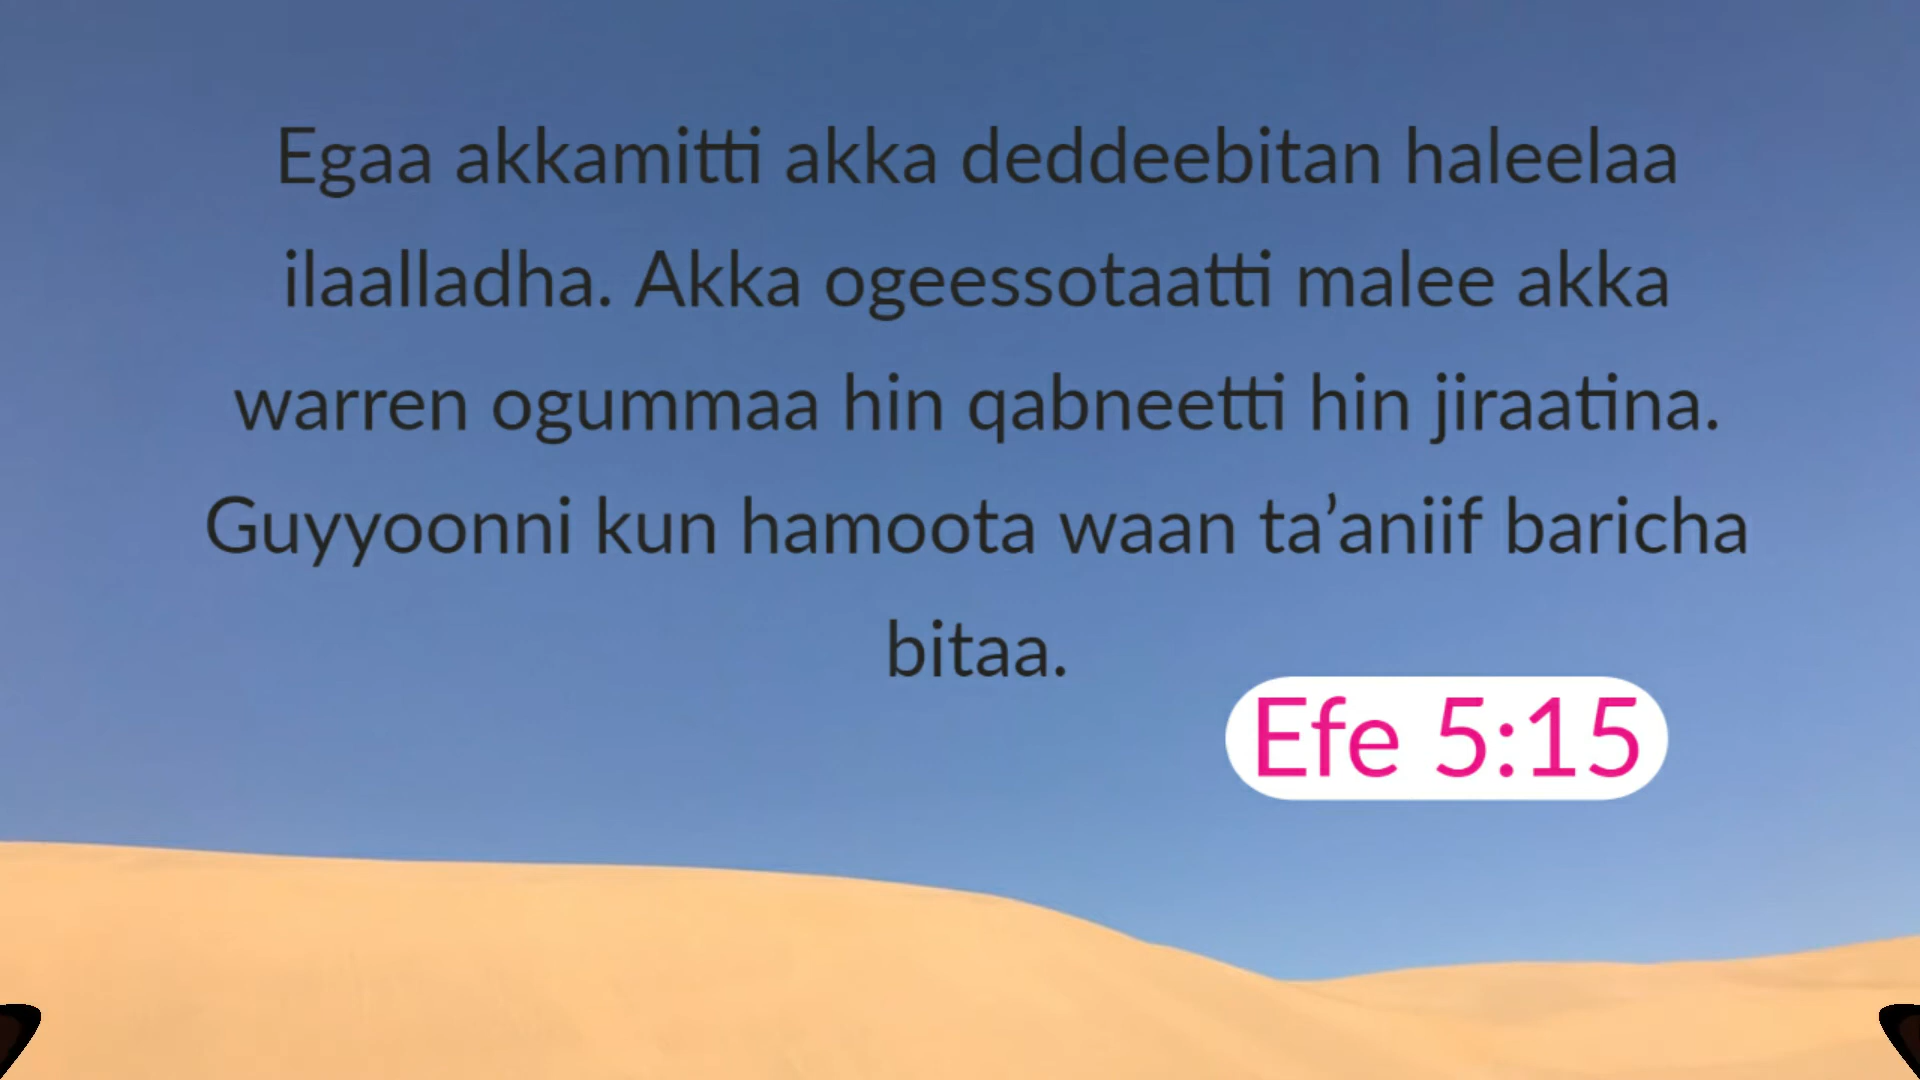 Egaa akkamitti akka deddeebitan haleelaa
ilaalladha. Akka ogeessotaatti malee akka
warren ogummaa hin qabneetti hin jiraatina.
Guyyoonni kun hamoota waan ta’aniif baricha
bitaa.
Efe 5:15